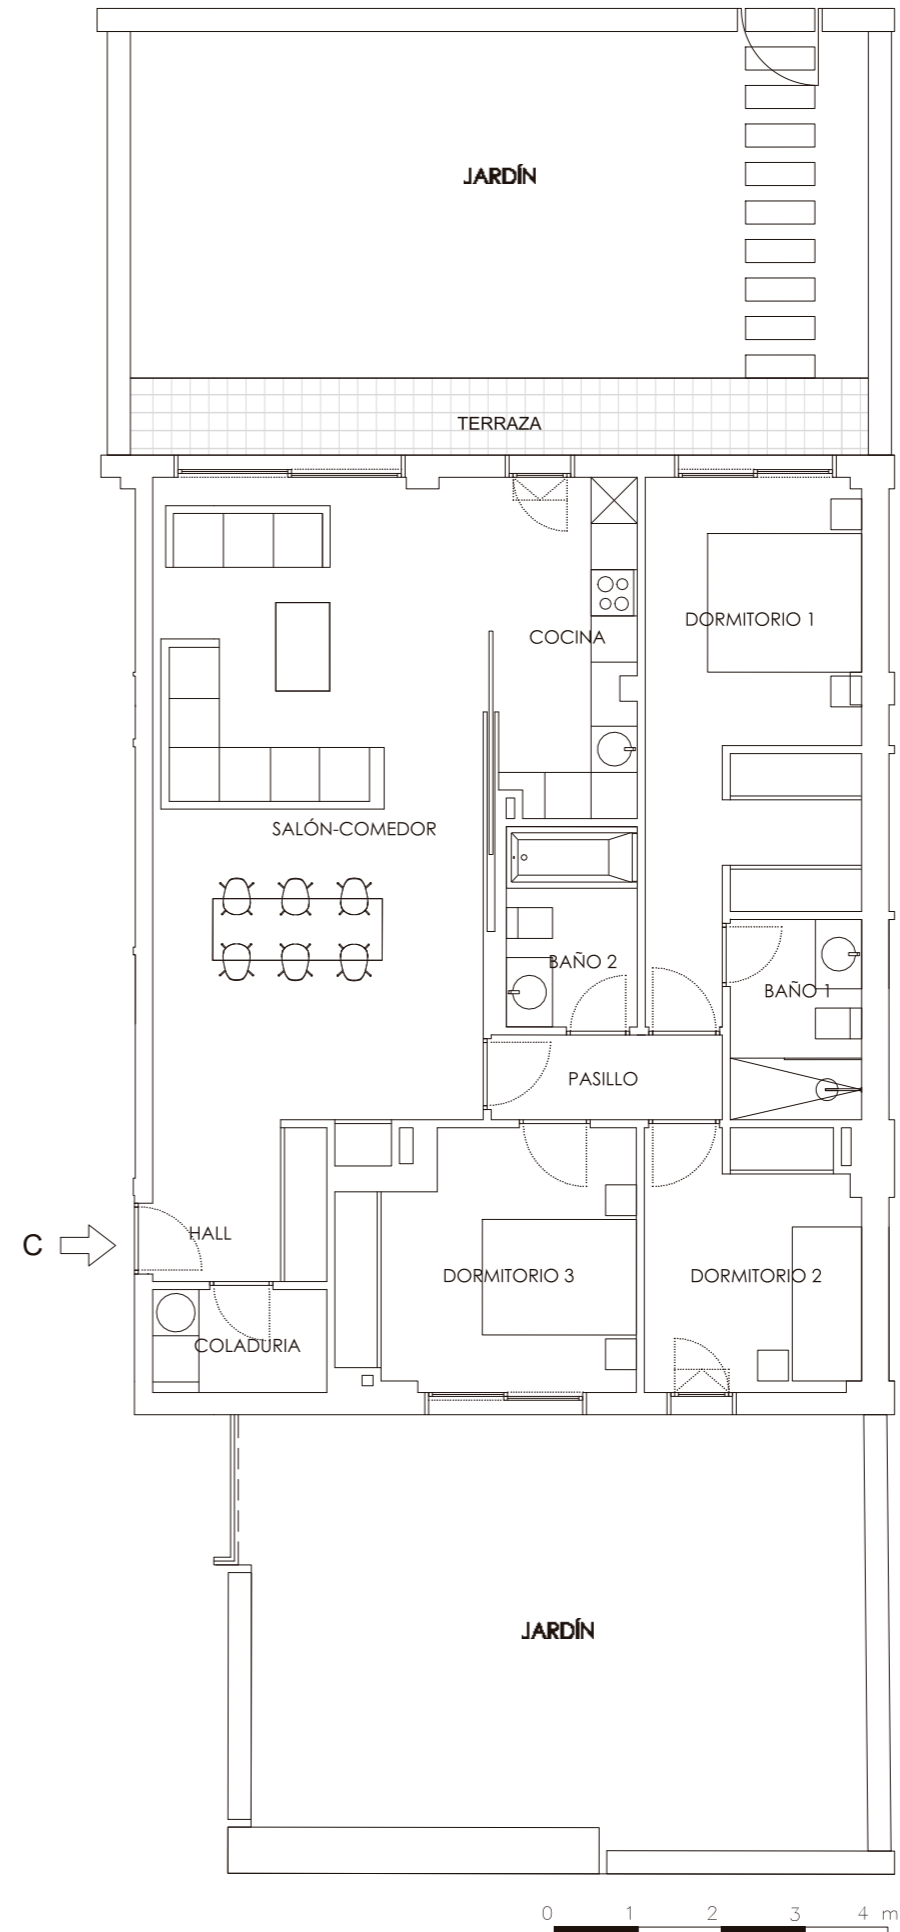 JARDÍN
TERRAZA
DORMITORIO 1
COCINA
SALÓN-COMEDOR
BAÑO 2
BAÑO 1
PASILLO
HALL
C
DORMITORIO 3
DORMITORIO 2
COLADURIA
JARDÍN
0 1 2 3 4 m